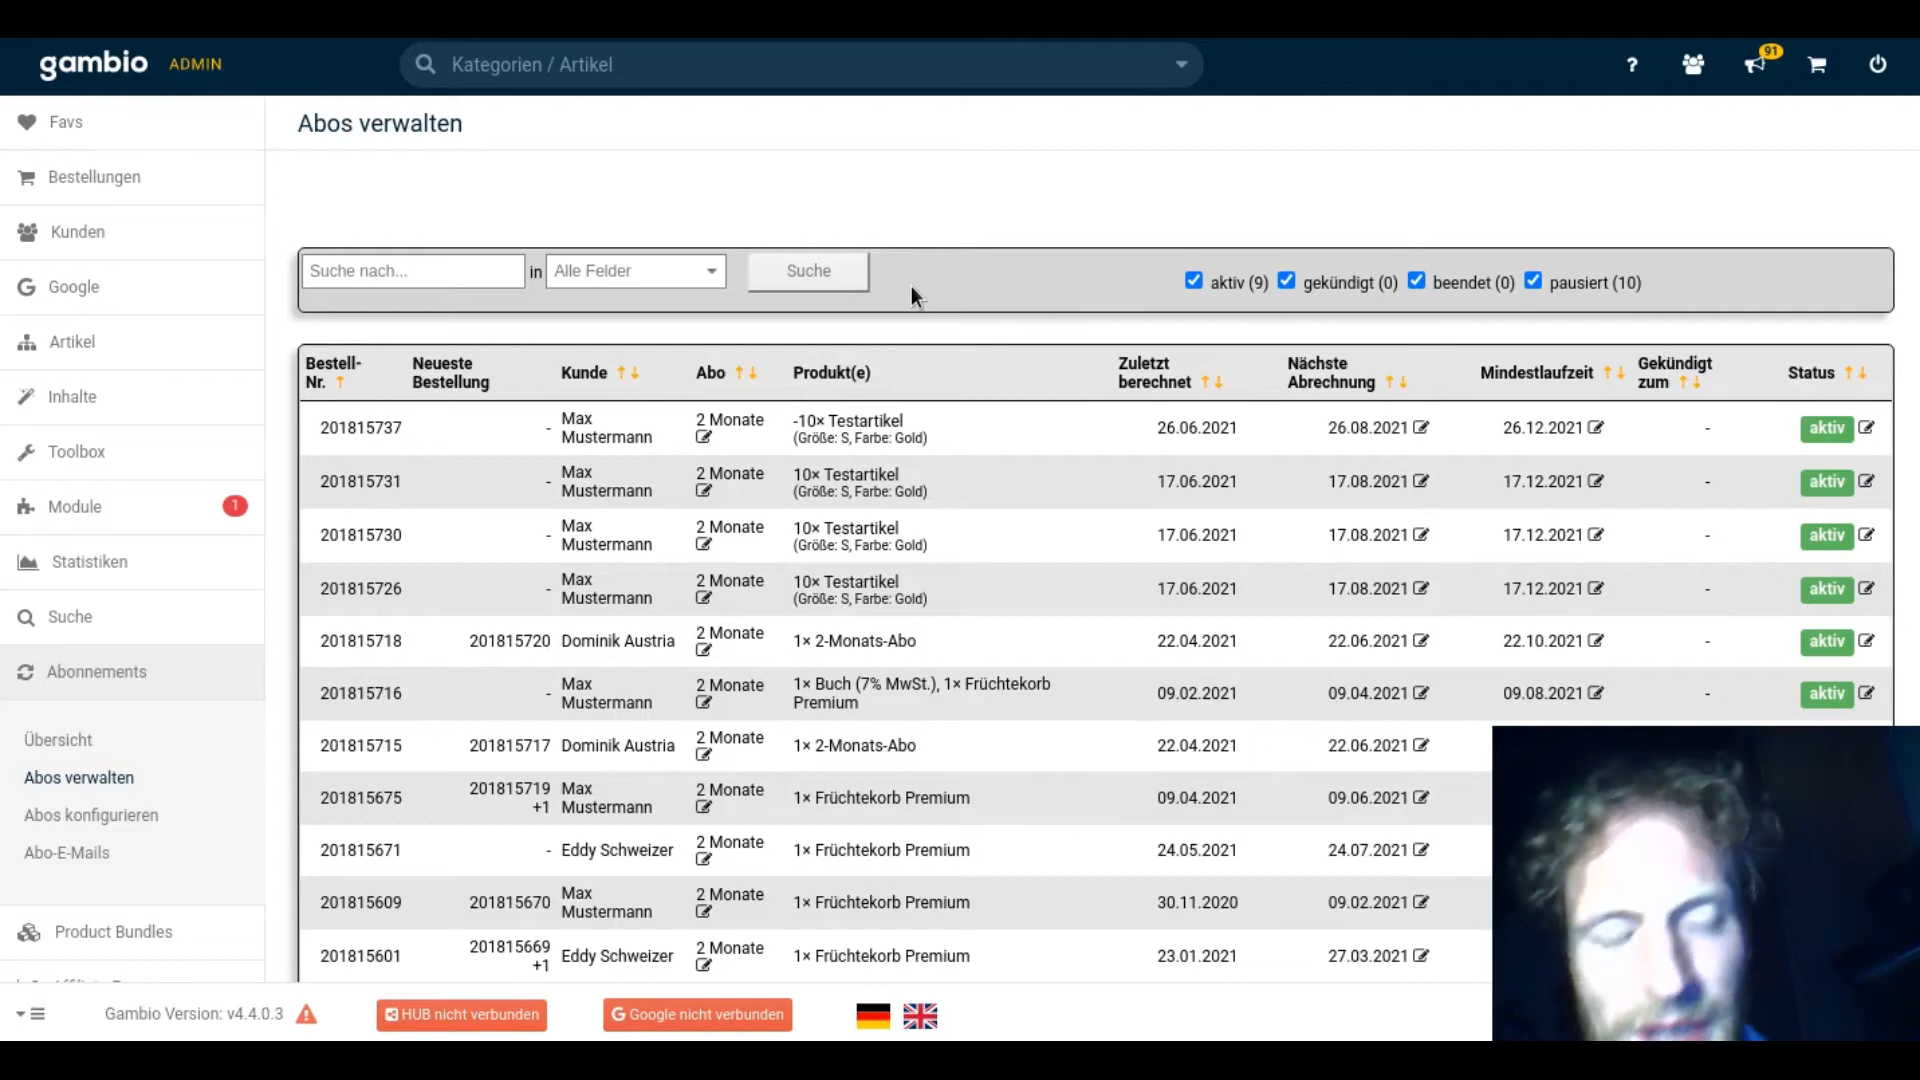 gambio ADMIN
Kategorien / Artikel
?
91
Favs
Bestellungen
Kunden
Google
Artikel
Inhalte
Toolbox
Module
1
Statistiken
Suche
Abonnements
Übersicht
Abos verwalten
Abos konfigurieren
Abo-E-Mails
Product Bundles
Abos verwalten
Suche nach... in Alle Felder Suche
aktiv (9) gekündigt (0) beendet (0) pausiert (10)
Bestell-Nr. Neueste Bestellung Kunde Abo Produkt(e) Zuletzt berechnet Nächste Abrechnung Mindestlaufzeit Gekündigt zum Status
201815737 - Max Mustermann 2 Monate -10× Testartikel (Größe: S, Farbe: Gold) 26.06.2021 26.08.2021 26.12.2021 - aktiv
201815731 - Max Mustermann 2 Monate 10× Testartikel (Größe: S, Farbe: Gold) 17.06.2021 17.08.2021 17.12.2021 - aktiv
201815730 - Max Mustermann 2 Monate 10× Testartikel (Größe: S, Farbe: Gold) 17.06.2021 17.08.2021 17.12.2021 - aktiv
201815726 - Max Mustermann 2 Monate 10× Testartikel (Größe: S, Farbe: Gold) 17.06.2021 17.08.2021 17.12.2021 - aktiv
201815718 201815720 Dominik Austria 2 Monate 1× 2-Monats-Abo 22.04.2021 22.06.2021 22.10.2021 - aktiv
201815716 - Max Mustermann 2 Monate 1× Buch (7% MwSt.), 1× Früchtekorb Premium 09.02.2021 09.04.2021 09.08.2021 - aktiv
201815715 201815717 Dominik Austria 2 Monate 1× 2-Monats-Abo 22.04.2021 22.06.2021
201815675 201815719 +1 Max Mustermann 2 Monate 1× Früchtekorb Premium 09.04.2021 09.06.2021
201815671 - Eddy Schweizer 2 Monate 1× Früchtekorb Premium 24.05.2021 24.07.2021
201815609 201815670 Max Mustermann 2 Monate 1× Früchtekorb Premium 30.11.2020 09.02.2021
201815601 201815669 +1 Eddy Schweizer 2 Monate 1× Früchtekorb Premium 23.01.2021 27.03.2021
Gambio Version: v4.4.0.3
HUB nicht verbunden
Google nicht verbunden